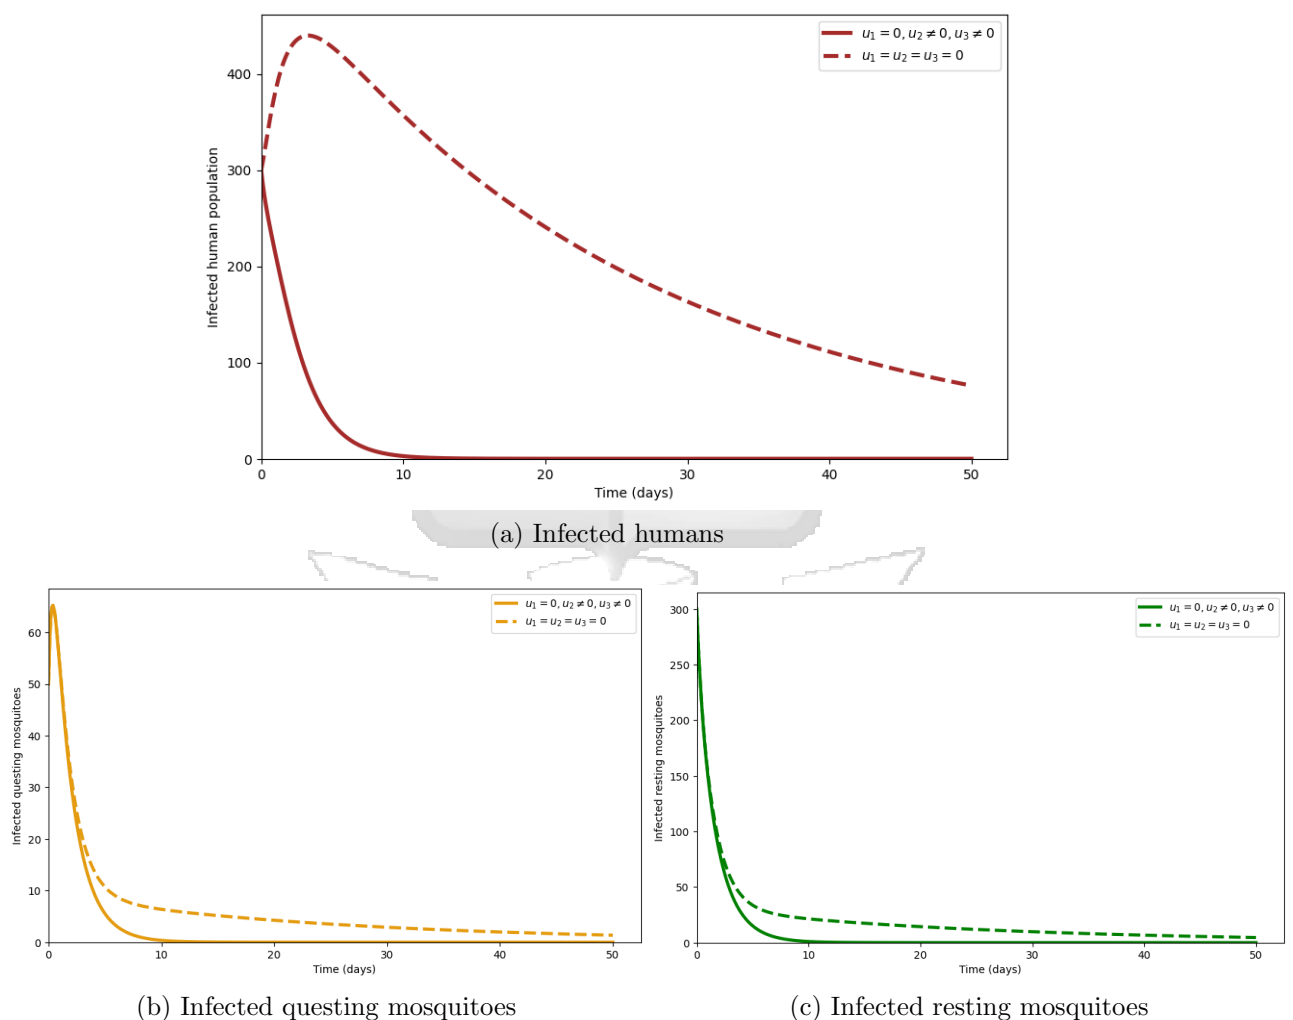 u₁ = 0, u₂ ≠ 0, u₃ ≠ 0
u₁ = u₂ = u₃ = 0
400
300
200
100
0
Infected human population
0 10 20 30 40 50
Time (days)
(a) Infected humans
u₁ = 0, u₂ ≠ 0, u₃ ≠ 0
u₁ = u₂ = u₃ = 0
60
50
40
30
20
10
0
Infected questing mosquitoes
0 10 20 30 40 50
Time (days)
(b) Infected questing mosquitoes
u₁ = 0, u₂ ≠ 0, u₃ ≠ 0
u₁ = u₂ = u₃ = 0
300
250
200
150
100
50
0
Infected resting mosquitoes
0 10 20 30 40 50
Time (days)
(c) Infected resting mosquitoes